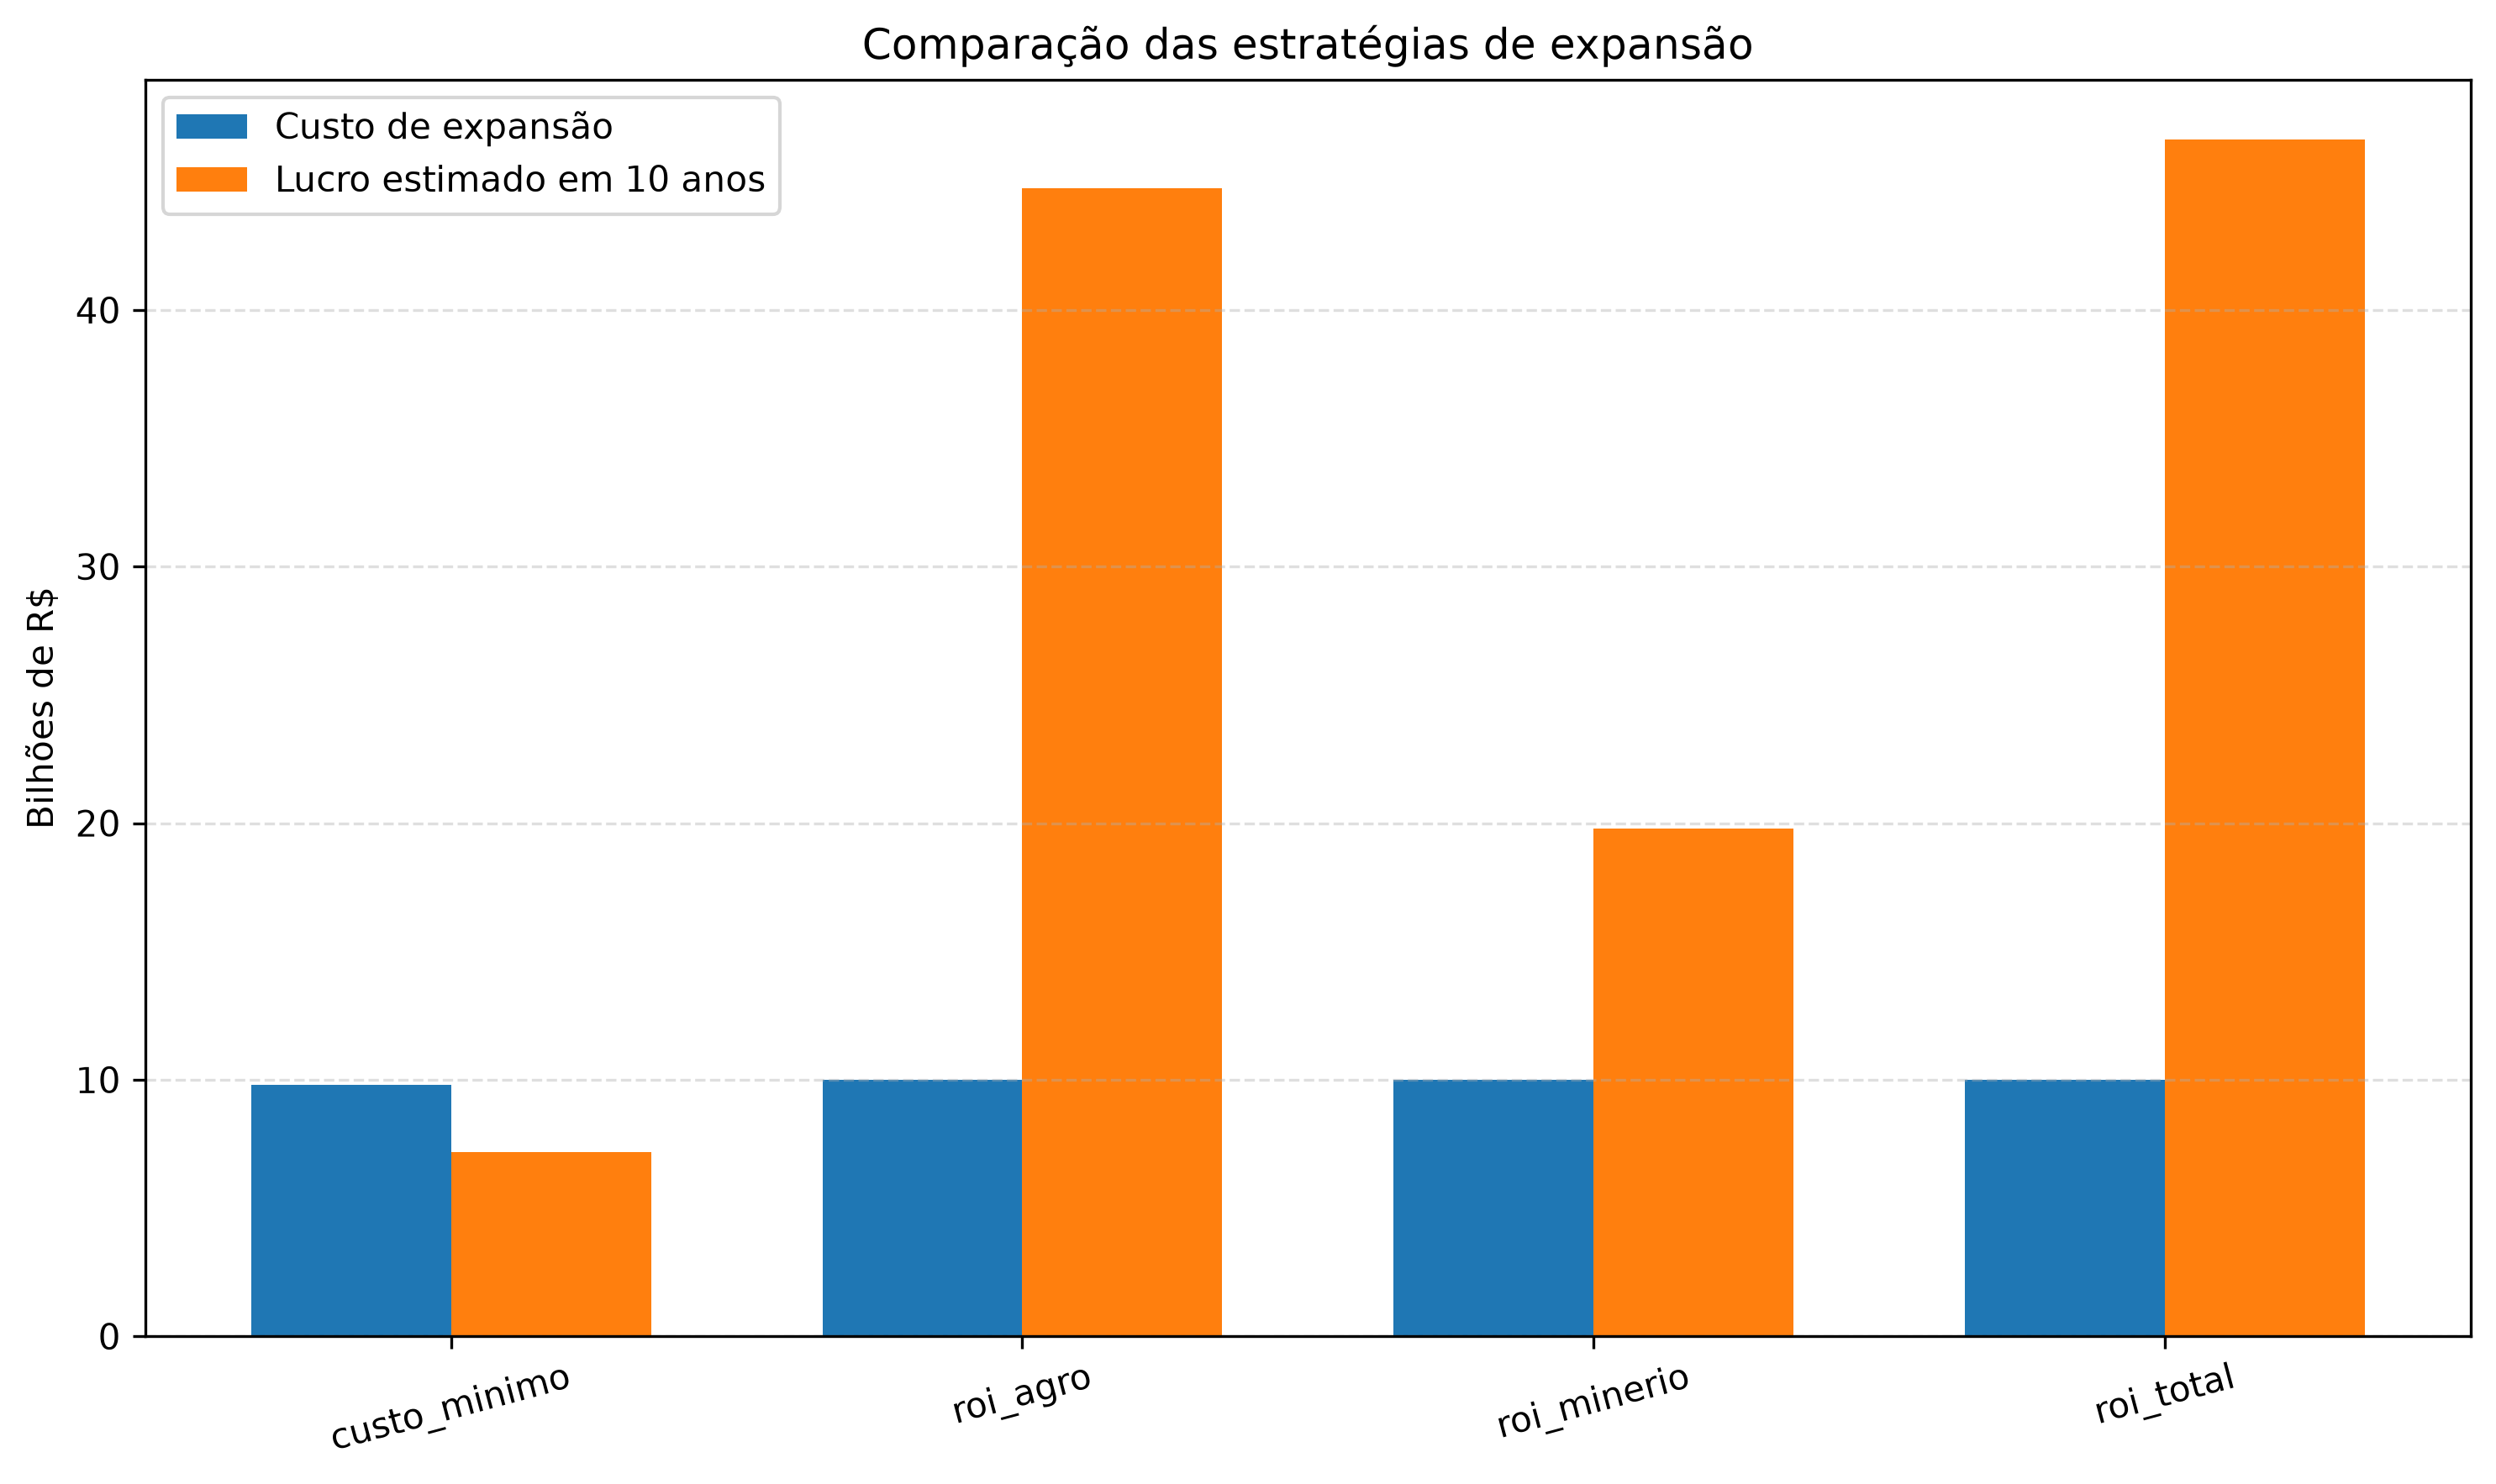 Comparação das estratégias de expansão
Custo de expansão
Lucro estimado em 10 anos
Bilhões de R$
40
30
20
10
0
custo_minimo
roi_agro
roi_minerio
roi_total